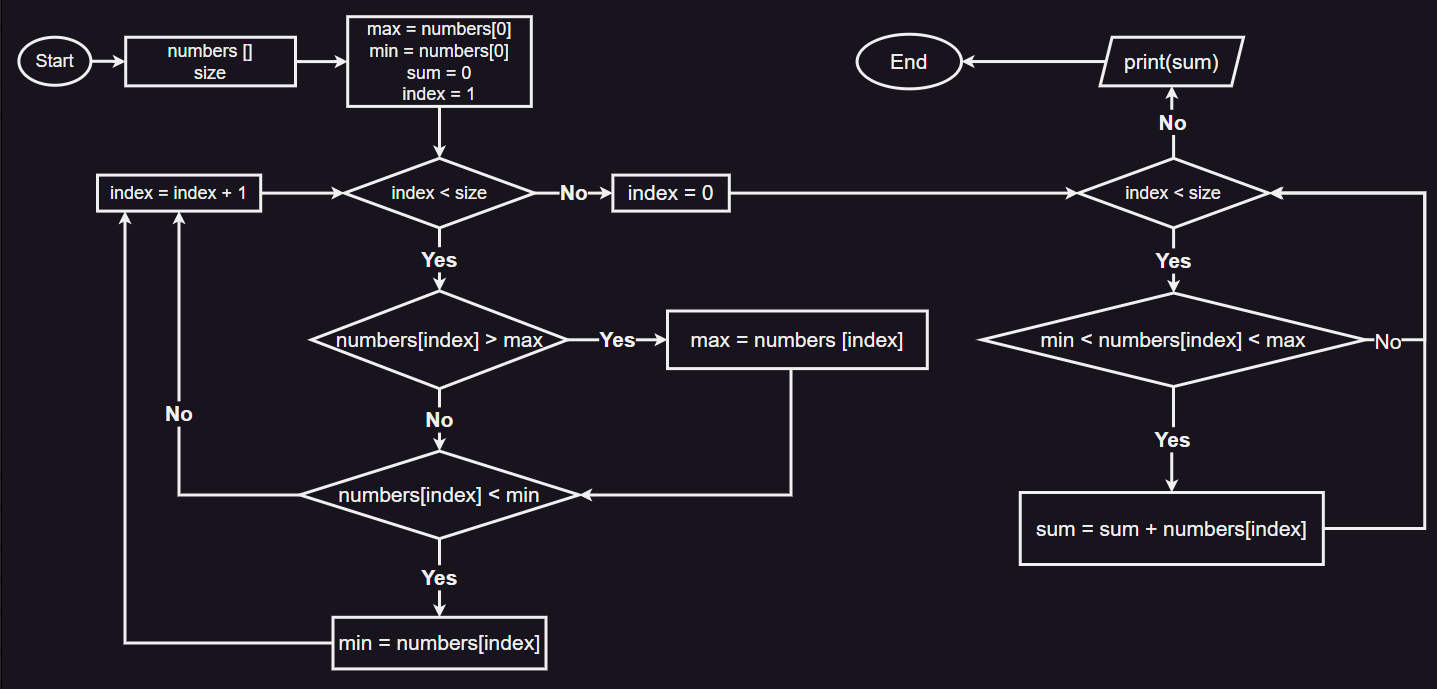 Start
numbers []
size
max = numbers[0]
min = numbers[0]
sum = 0
index = 1
End
print(sum)
No
index = index + 1
index < size
No
index = 0
index < size
Yes
Yes
numbers[index] > max
Yes
max = numbers [index]
min < numbers[index] < max
No
No
No
Yes
numbers[index] < min
sum = sum + numbers[index]
Yes
min = numbers[index]